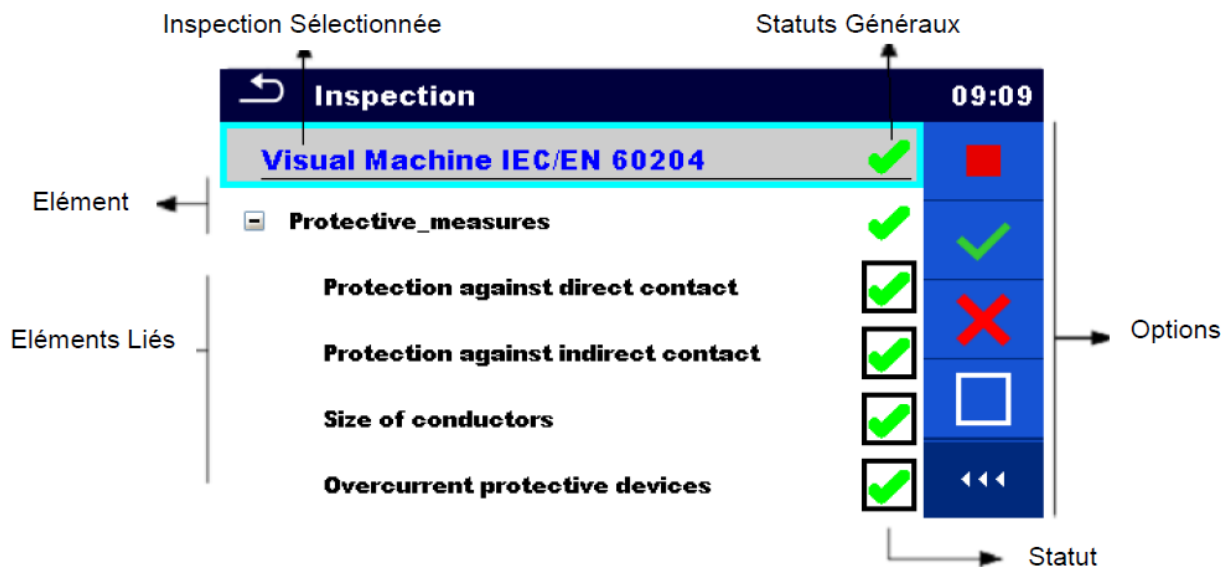 Inspection Sélectionnée
Statuts Généraux
Inspection
09:09
Visual Machine IEC/EN 60204
Elément
Protective_measures
Protection against direct contact
Eléments Liés
Options
Protection against indirect contact
Size of conductors
Overcurrent protective devices
Statut